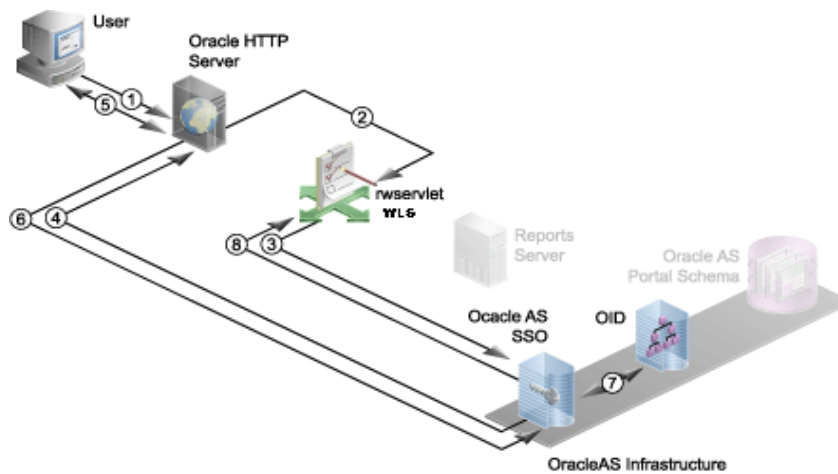 User
Oracle HTTP
Server
1
5
2
rwservlet
WLS
6
4
8
3
Reports
Server
Oracle AS
Portal Schema
Ocacle AS
SSO
OID
7
OracleAS Infrastructure